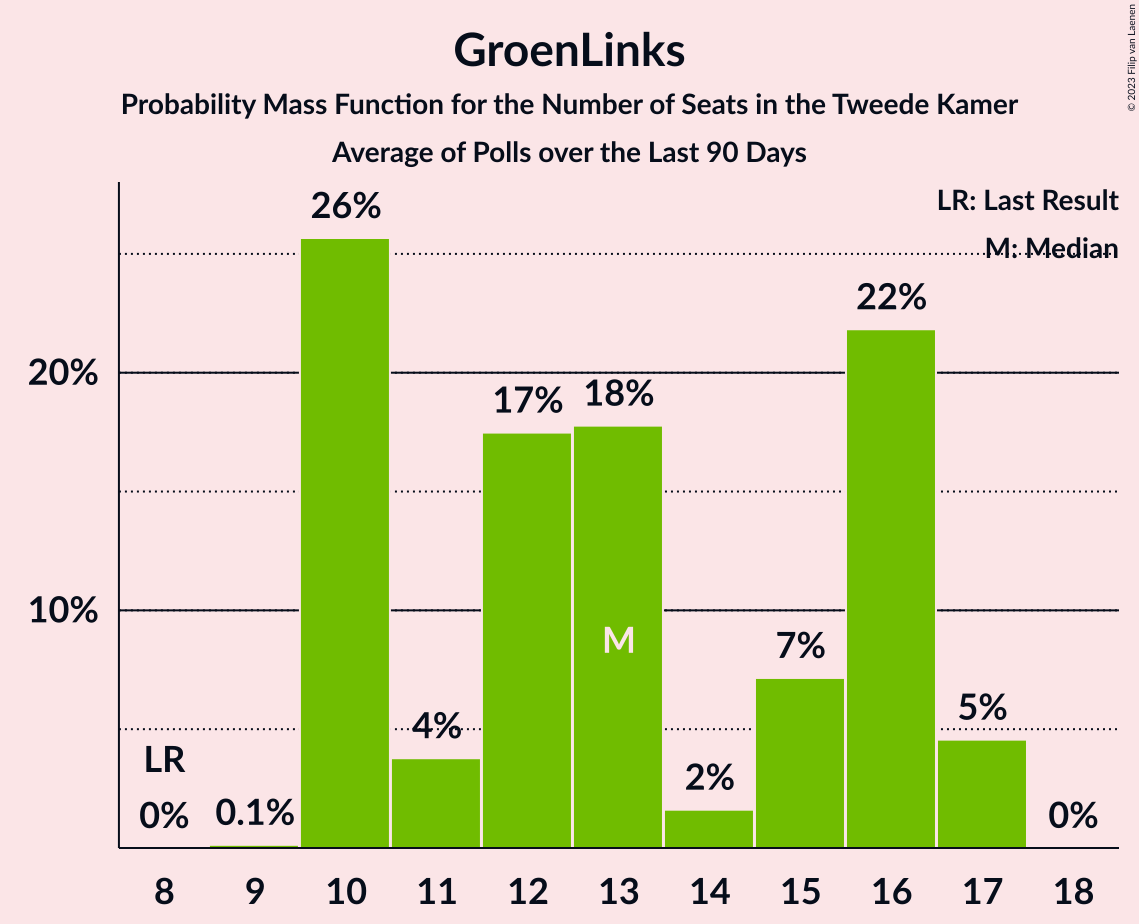 GroenLinks
Probability Mass Function for the Number of Seats in the Tweede Kamer
Average of Polls over the Last 90 Days
© 2023 Filip van Laenen
LR: Last Result
M: Median
26%
22%
20%
17%
18%
10%
M
7%
5%
4%
2%
LR
0%
0.1%
0%
8 9 10 11 12 13 14 15 16 17 18